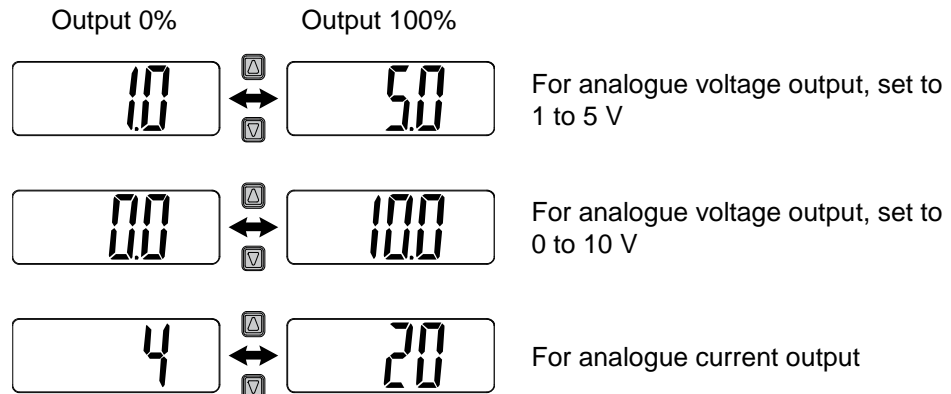 Output 0% Output 100%
1.0 5.0 For analogue voltage output, set to
1 to 5 V
0.0 10.0 For analogue voltage output, set to
0 to 10 V
4 20 For analogue current output